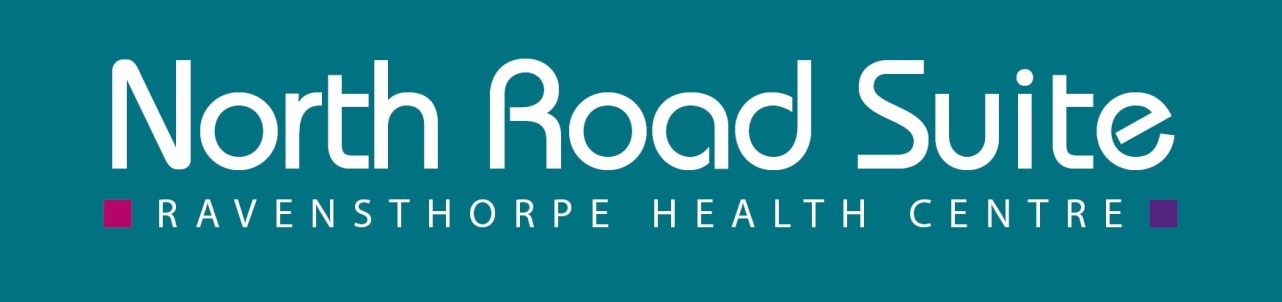 North Road Suite
RAVENSTHORPE HEALTH CENTRE